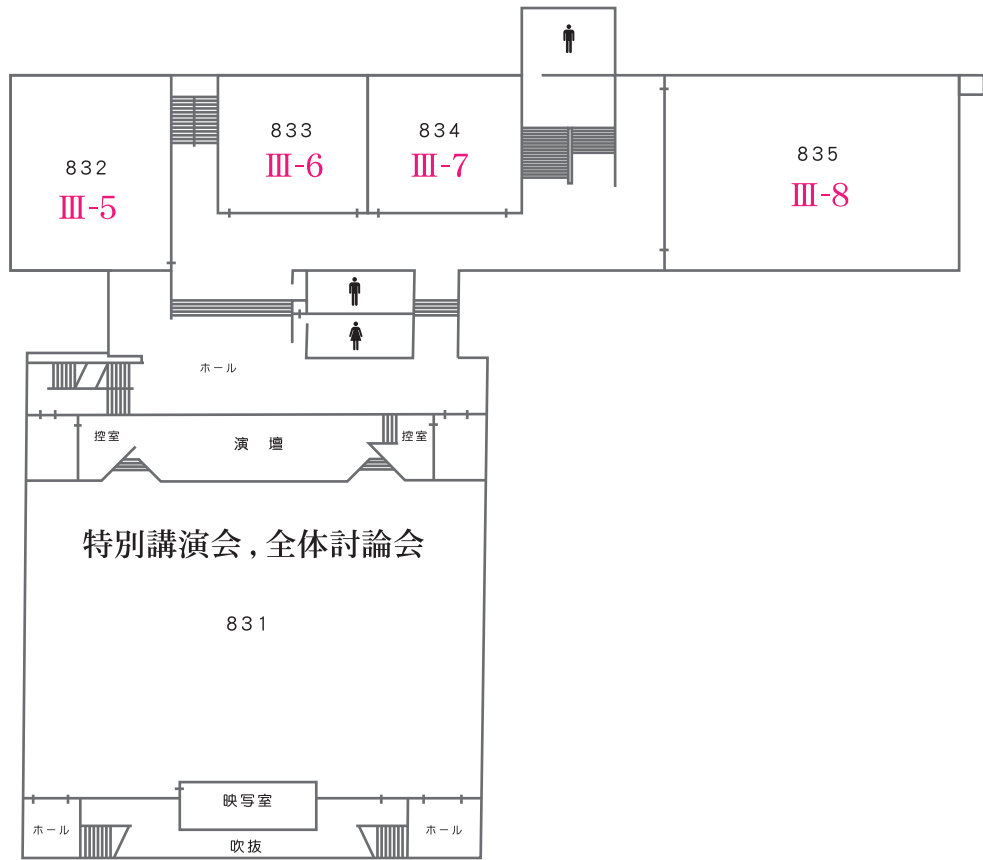 832
Ⅲ-5
833
Ⅲ-6
834
Ⅲ-7
835
Ⅲ-8
ホール
控室
演 壇
控室
特別講演会,全体討論会
831
映写室
ホール
吹抜
ホール